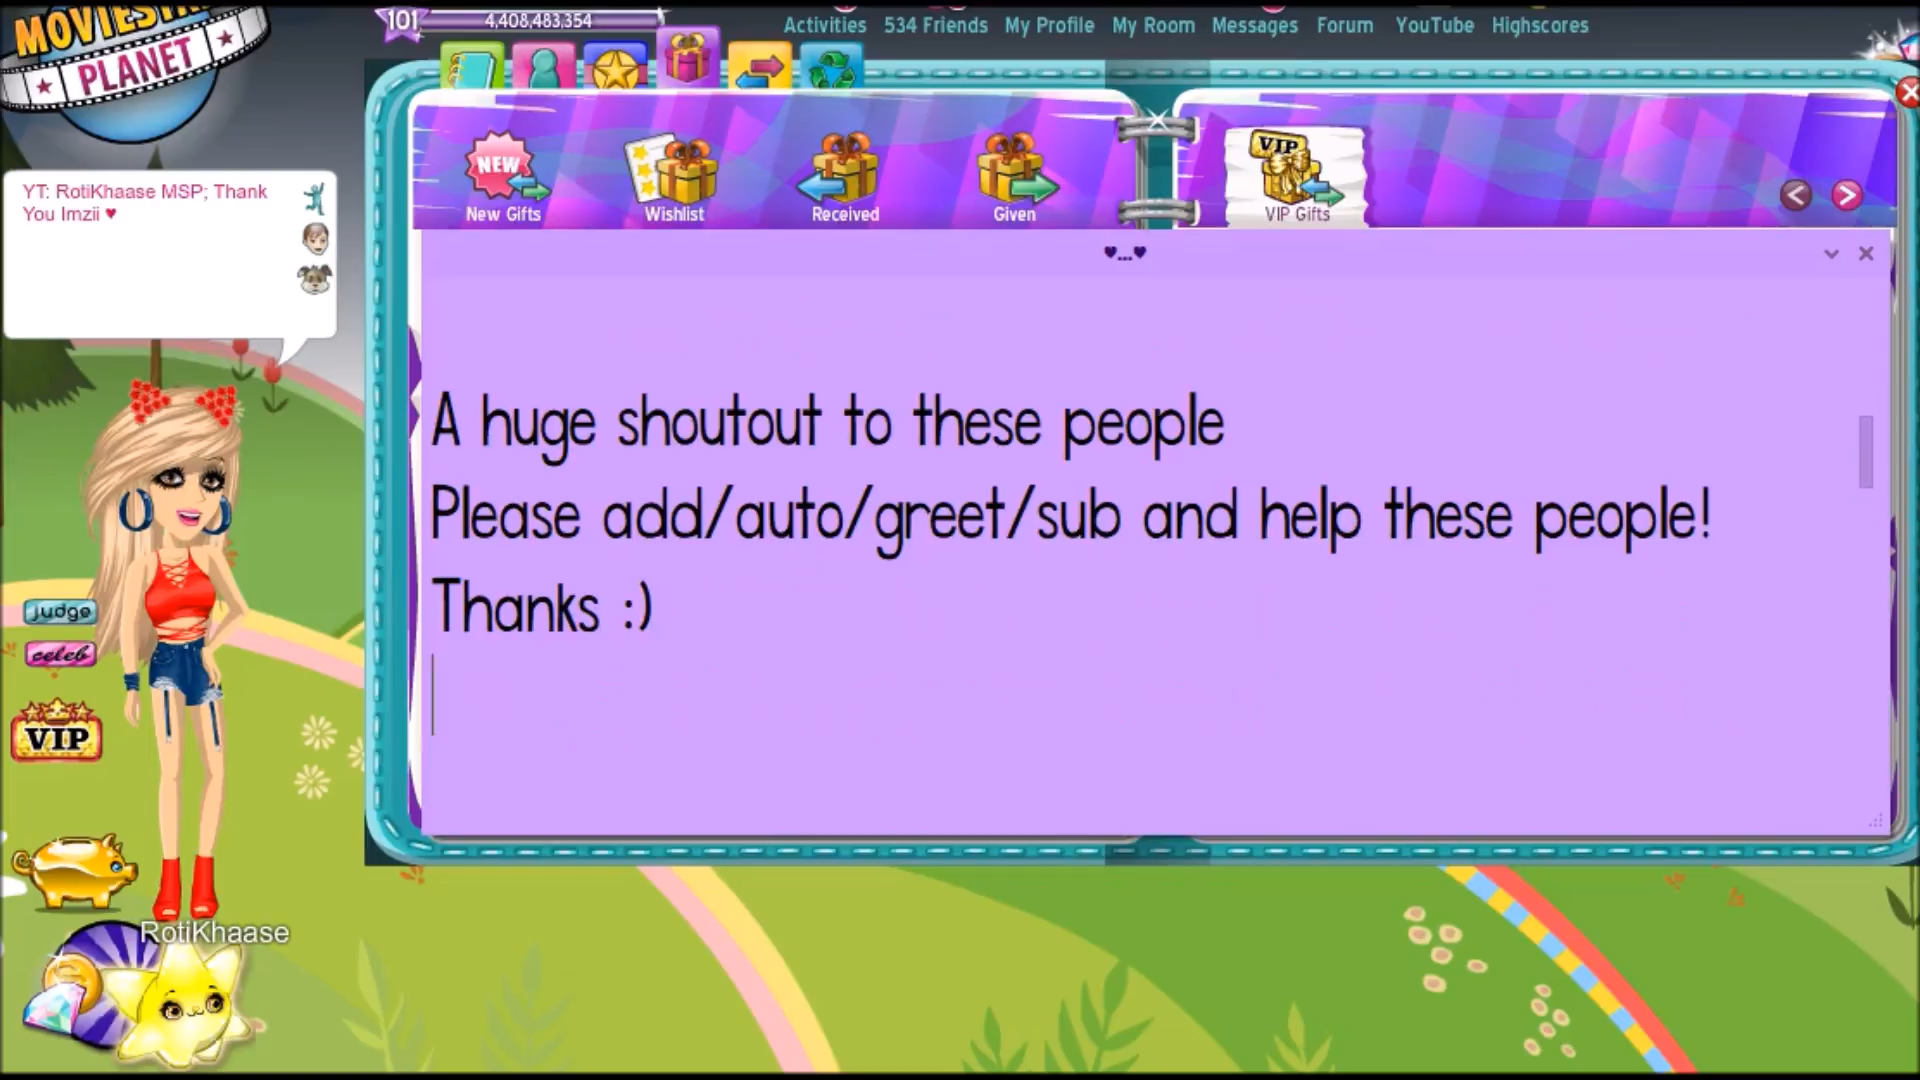 MOVIESTAR
PLANET
101
4,408,483,354
Activities
534 Friends
My Profile
My Room
Messages
Forum
YouTube
Highscores
NEW
New Gifts
Wishlist
Received
Given
VIP
VIP Gifts
YT: RotiKhaase MSP; Thank
You Imzii ♥
♥...♥
A huge shoutout to these people
Please add/auto/greet/sub and help these people!
Thanks :)
judge
celeb
VIP
RotiKhaase